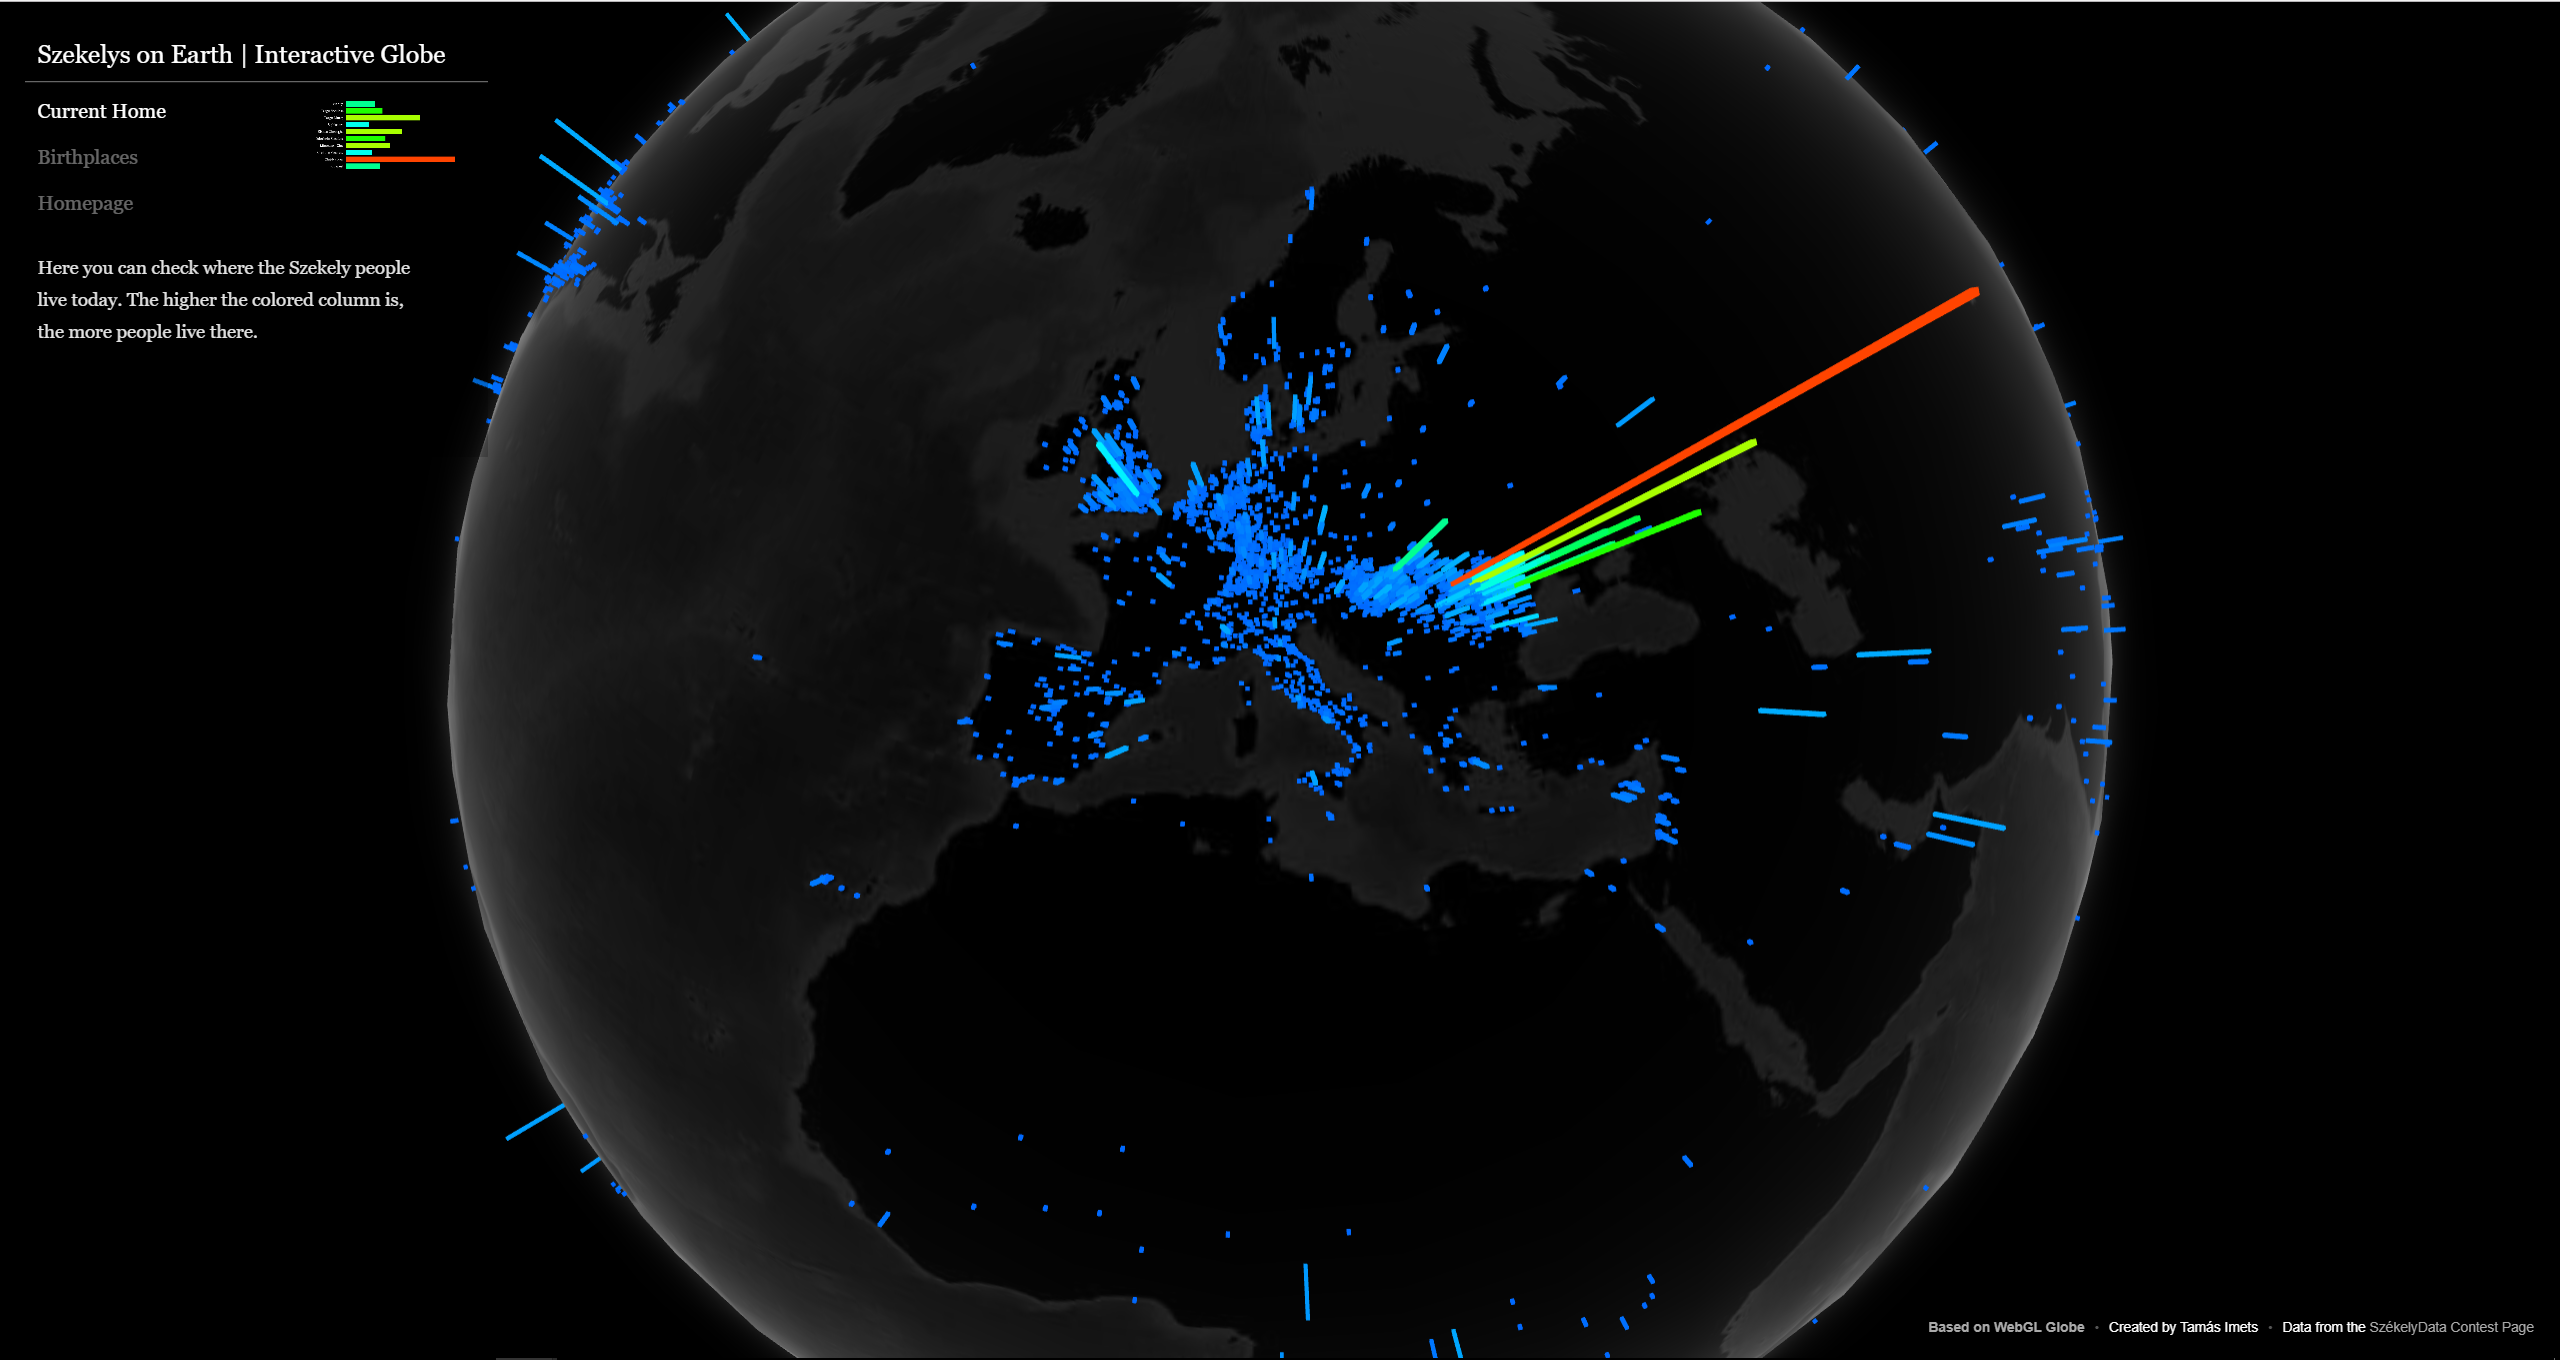 Szekelys on Earth | Interactive Globe
Current Home
Birthplaces
Homepage
Here you can check where the Szekely people
live today. The higher the colored column is,
the more people live there.
Based on WebGL Globe • Created by Tamás Imets • Data from the SzékelyData Contest Page